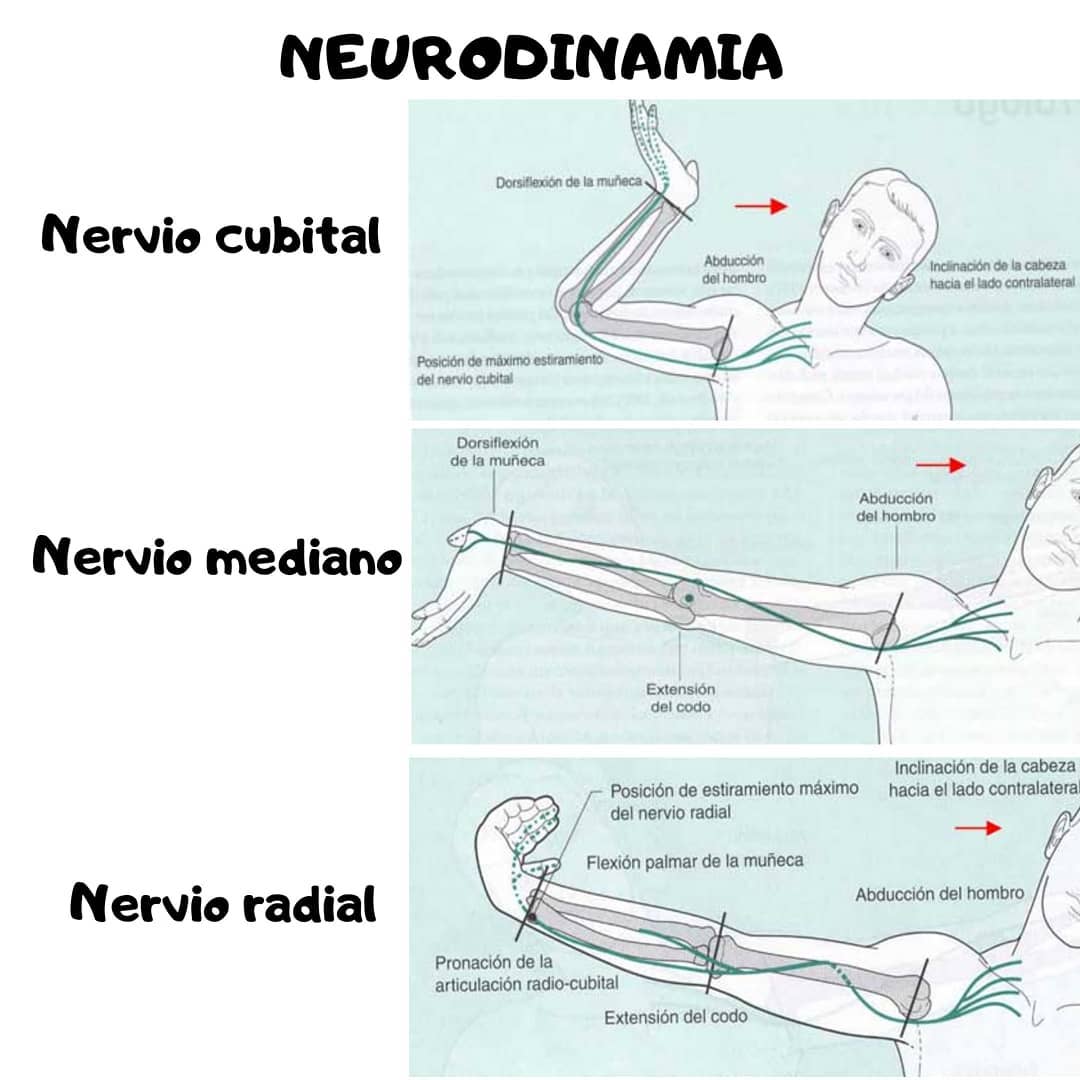 NEURODINAMIA
Nervio cubital
Dorsiflexión de la muñeca
Abducción
del hombro
Inclinación de la cabeza
hacia el lado contralateral
Posición de máximo estiramiento
del nervio cubital
Nervio mediano
Dorsiflexión
de la muñeca
Abducción
del hombro
Extensión
del codo
Nervio radial
Inclinación de la cabeza
hacia el lado contralateral
Posición de estiramiento máximo
del nervio radial
Flexión palmar de la muñeca
Abducción del hombro
Pronación de la
articulación radio-cubital
Extensión del codo